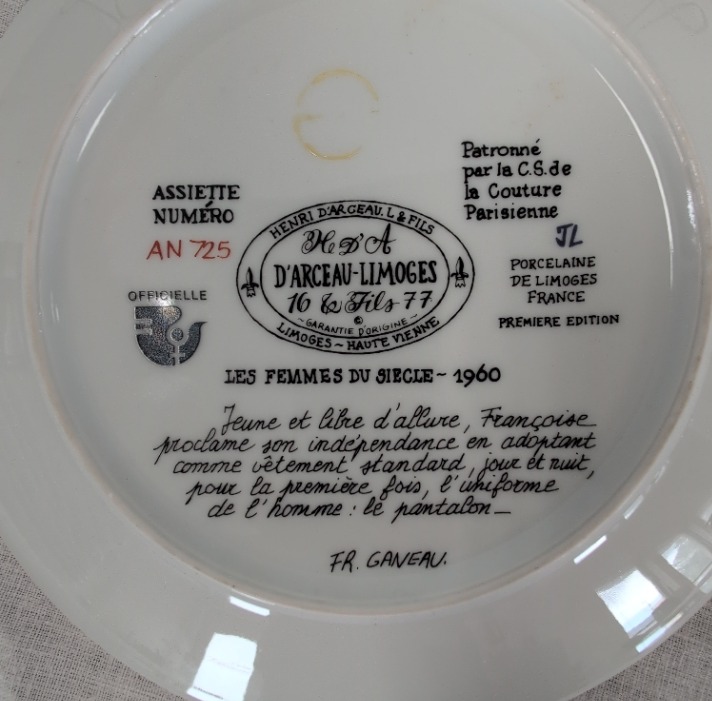 ASSIETTE
NUMÉRO
AN 725
OFFICIELLE
Patronné
par la C.S. de
la Couture
Parisienne
JL
PORCELAINE
DE LIMOGES
FRANCE
PREMIERE EDITION
HENRI D'ARCEAU. L & FILS
H D'A
D'ARCEAU-LIMOGES
16 & Fils 77
©
~GARANTIE D'ORIGINE~
LIMOGES ~ HAUTE VIENNE
LES FEMMES DU SIECLE ~ 1960
Jeune et libre d'allure, Françoise
proclame son indépendance en adoptant
comme vêtement standard, jour et nuit,
pour la première fois, l'uniforme
de l'homme : le pantalon_
FR. GANEAU.